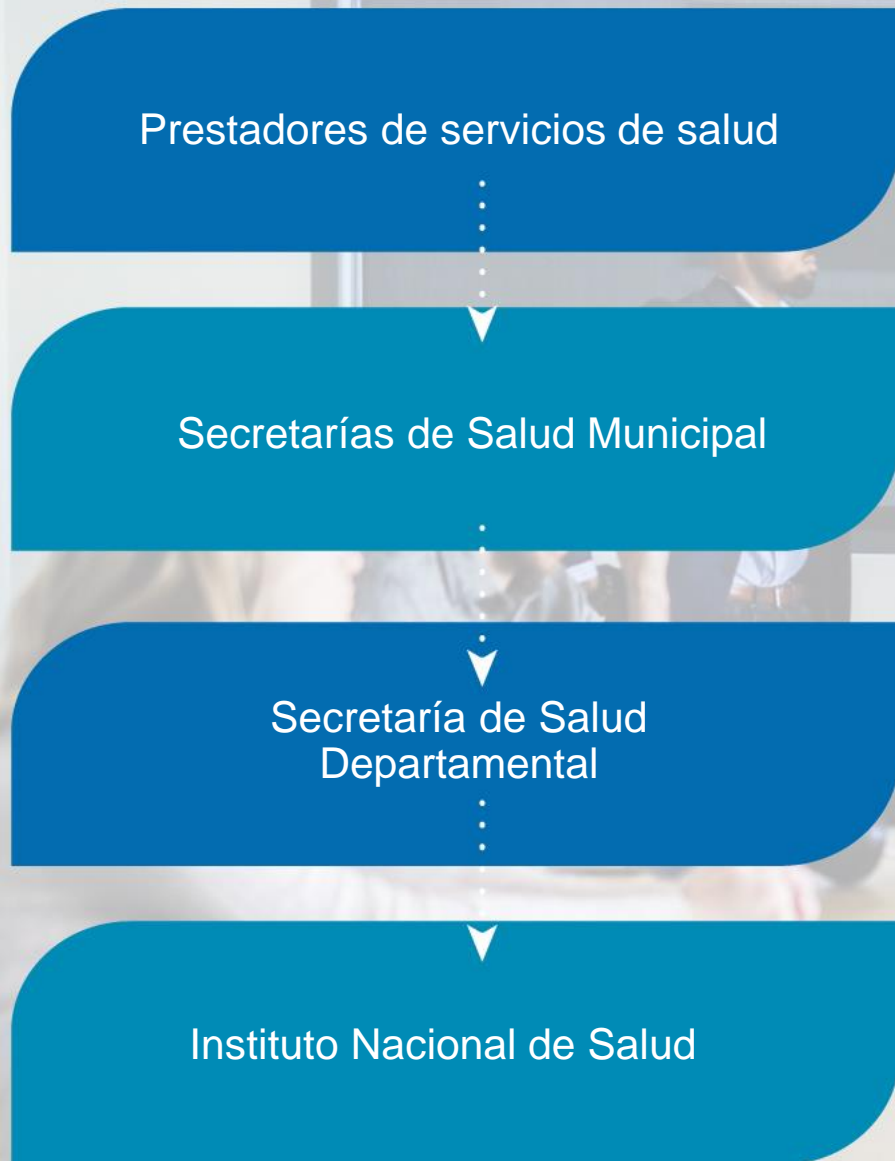 Prestadores de servicios de salud
Secretarías de Salud Municipal
Secretaría de Salud
Departamental
Instituto Nacional de Salud